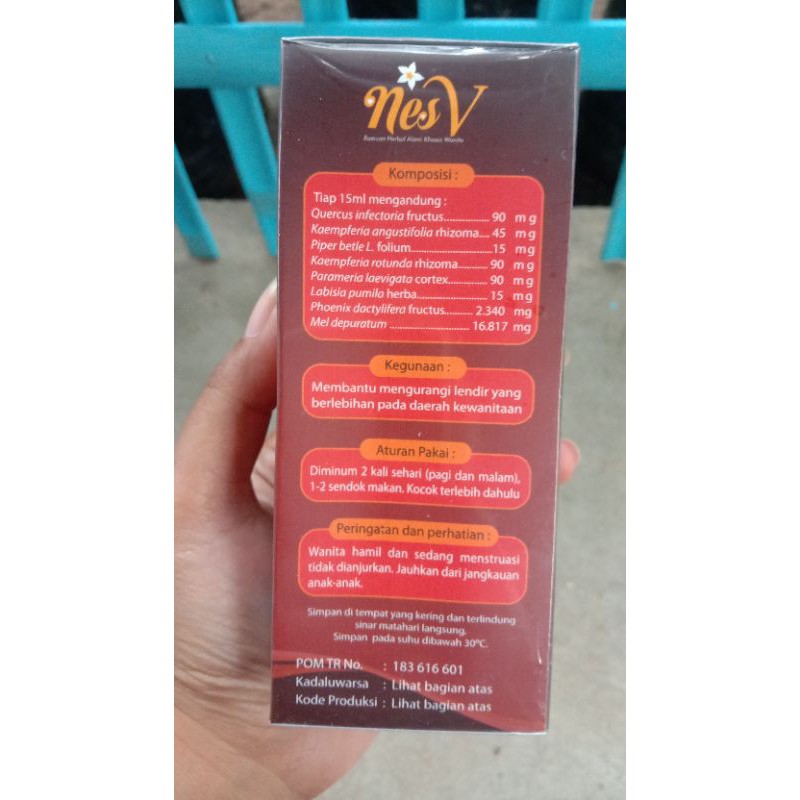 Nes V
Ramuan Herbal Alami Khusus Wanita
Komposisi :
Tiap 15ml mengandung :
Quercus infectoria fructus................ 90 mg
Kaempferia angustifolia rhizoma.... 45 mg
Piper betle L. folium............................15 mg
Kaempferia rotunda rhizoma.......... 90 mg
Parameria laevigata cortex.............. 90 mg
Labisia pumila herba........................ 15 mg
Phoenix dactylifera fructus......... 2.340 mg
Mel depuratum ............................ 16.817 mg
Kegunaan :
Membantu mengurangi lendir yang
berlebihan pada daerah kewanitaan
Aturan Pakai :
Diminum 2 kali sehari (pagi dan malam),
1-2 sendok makan. Kocok terlebih dahulu
Peringatan dan perhatian :
Wanita hamil dan sedang menstruasi
tidak dianjurkan. Jauhkan dari jangkauan
anak-anak.
Simpan di tempat yang kering dan terlindung
sinar matahari langsung,
Simpan pada suhu dibawah 30°C.
POM TR No. : 183 616 601
Kadaluwarsa : Lihat bagian atas
Kode Produksi : Lihat bagian atas